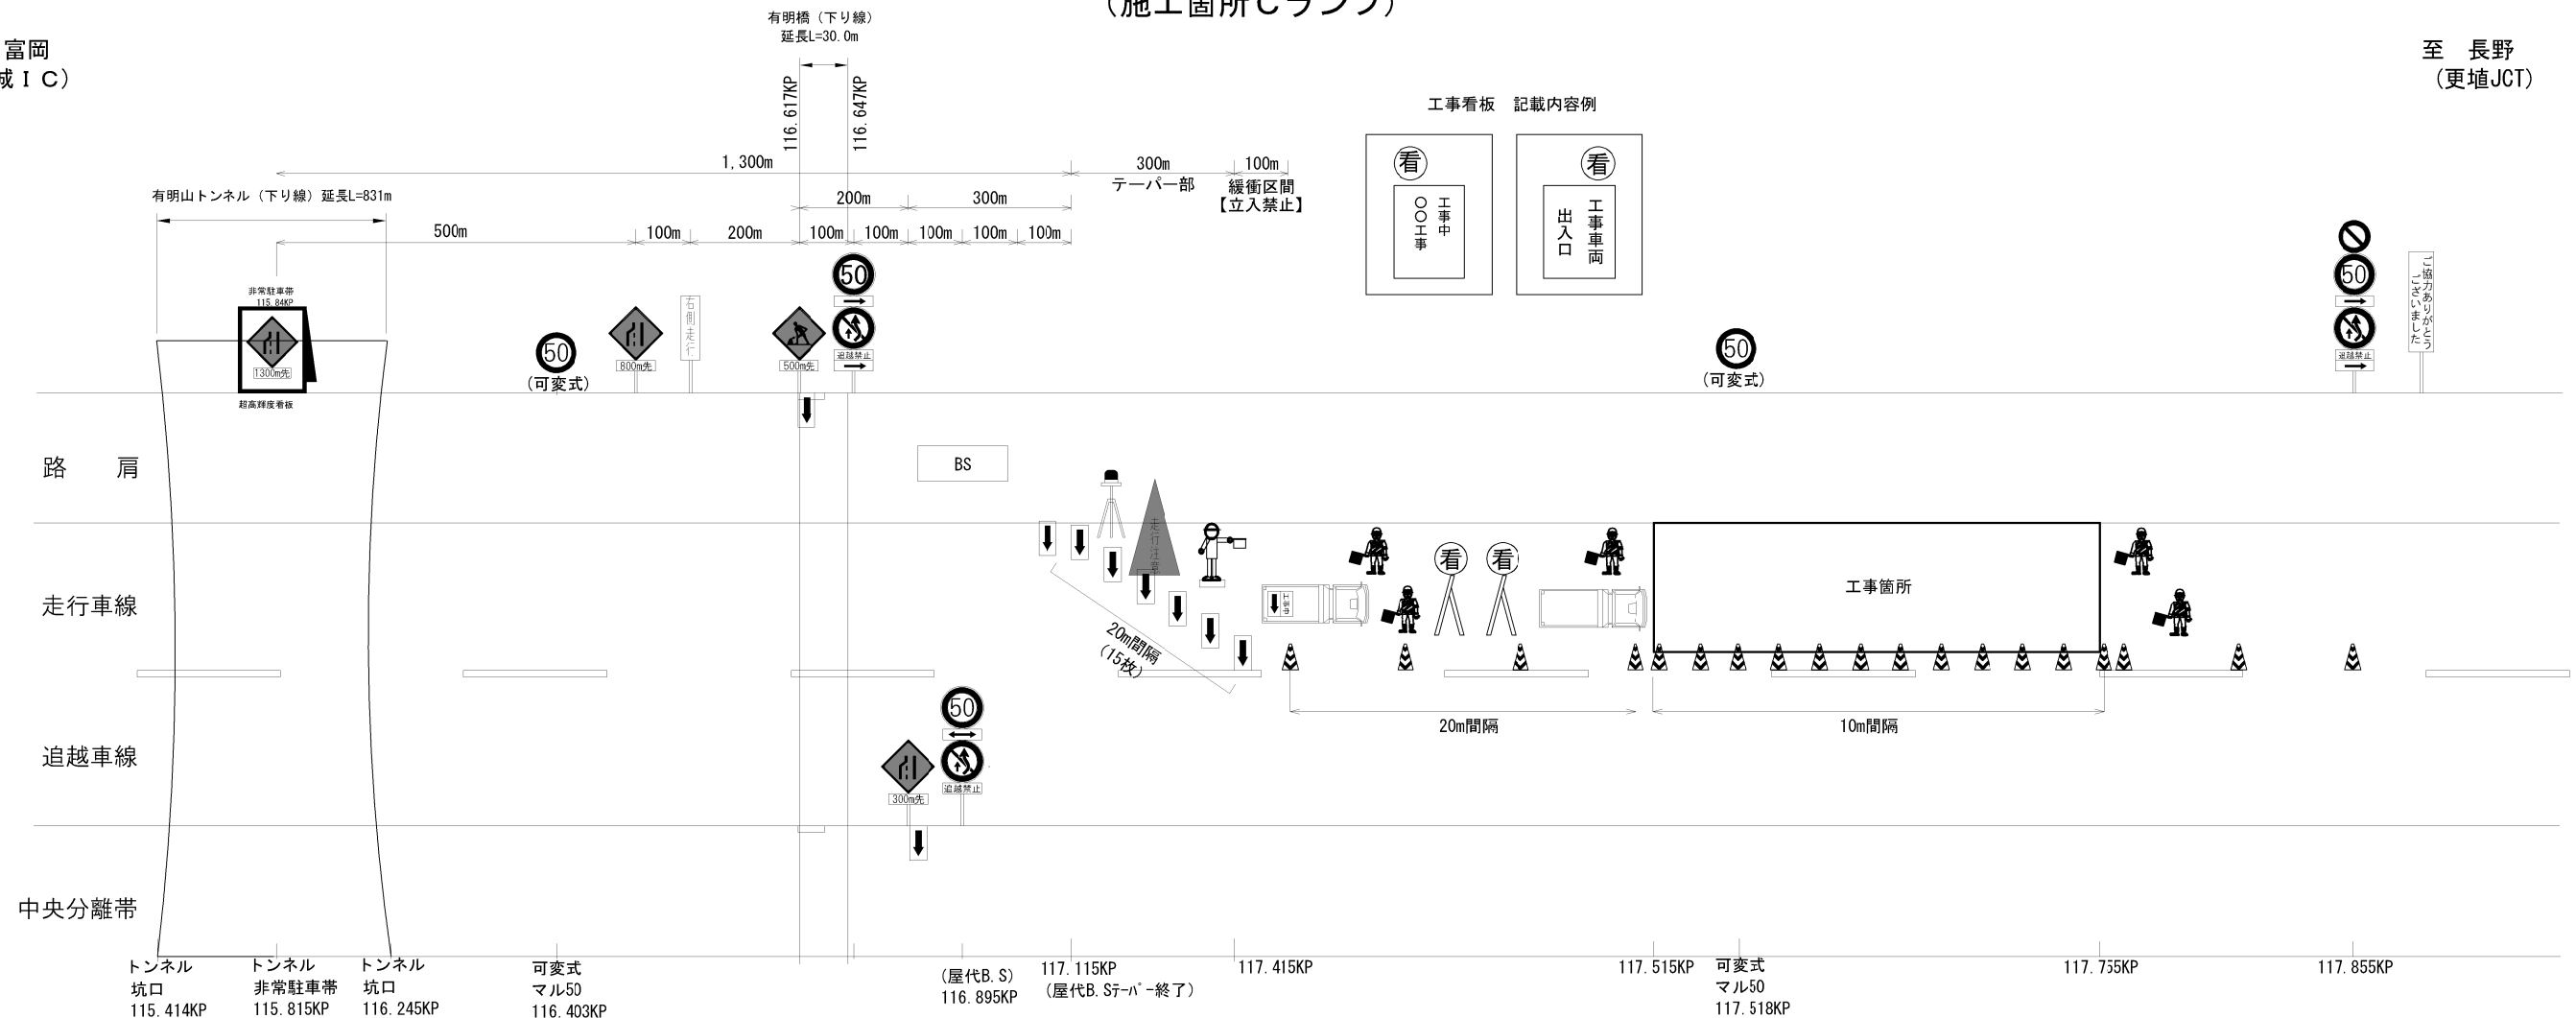 (施工箇所Cランプ)
富岡
城IC)
有明橋(下り線)
延長L=30.0m
至 長野
(更埴JCT)
116.617KP
116.647KP
工事看板 記載内容例
看
工事中
〇〇工事
看
工事車両
出入口
1,300m
300m
テーパー部
100m
緩衝区間
【立入禁止】
有明山トンネル(下り線)延長L=831m
200m
300m
500m
100m
200m
100m
100m
100m
100m
100m
非常駐車帯
115.84KP
1300m先
超高輝度看板
50
(可変式)
800m先
右側走行
500m先
50
追越禁止
50
(可変式)
50
追越禁止
ご協力ありがとう
ございました
路 肩
BS
走行注意
走行車線
工事中
看
看
工事箇所
20m間隔
(15枚)
20m間隔
10m間隔
追越車線
300m先
50
追越禁止
中央分離帯
トンネル
坑口
115.414KP
トンネル
非常駐車帯
115.815KP
トンネル
坑口
116.245KP
可変式
マル50
116.403KP
(屋代B.S)
116.895KP
117.115KP
(屋代B.Sテーパー終了)
117.415KP
117.515KP
可変式
マル50
117.518KP
117.755KP
117.855KP